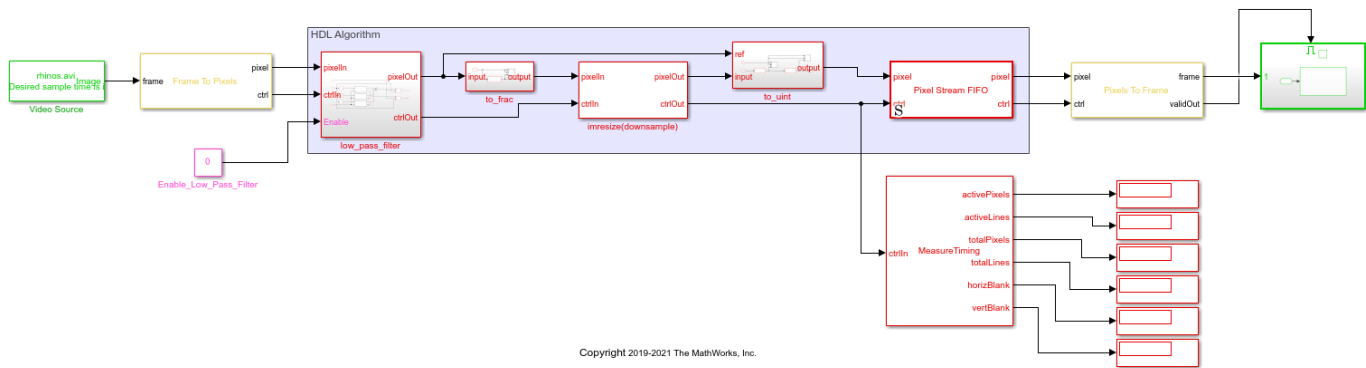 HDL Algorithm
rhinos.avi
Image
Desired sample time is
Video Source
frame
Frame To Pixels
pixel
ctrl
0
Enable_Low_Pass_Filter
pixelIn
ctrlIn
Enable
pixelOut
ctrlOut
low_pass_filter
input
output
to_frac
pixelIn
ctrlIn
pixelOut
ctrlOut
imresize(downsample)
ref
input
output
to_uint
pixel
ctrl
S
Pixel Stream FIFO
pixel
ctrl
pixel
ctrl
Pixels To Frame
frame
validOut
1
ctrlIn
MeasureTiming
activePixels
activeLines
totalPixels
totalLines
horizBlank
vertBlank
Copyright 2019-2021 The MathWorks, Inc.